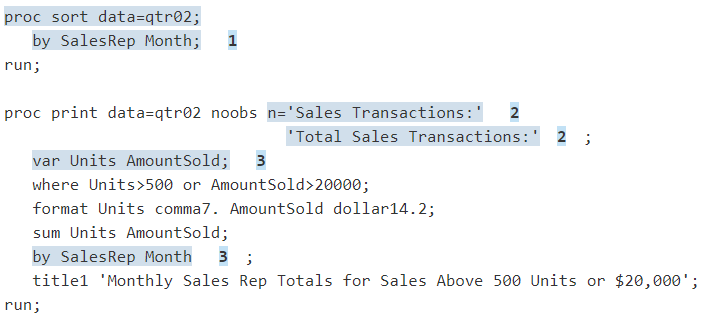 proc sort data=qtr02;
by SalesRep Month; 1
run;
proc print data=qtr02 noobs n='Sales Transactions:' 2
'Total Sales Transactions:' 2 ;
var Units AmountSold; 3
where Units>500 or AmountSold>20000;
format Units comma7. AmountSold dollar14.2;
sum Units AmountSold;
by SalesRep Month 3 ;
title1 'Monthly Sales Rep Totals for Sales Above 500 Units or $20,000';
run;